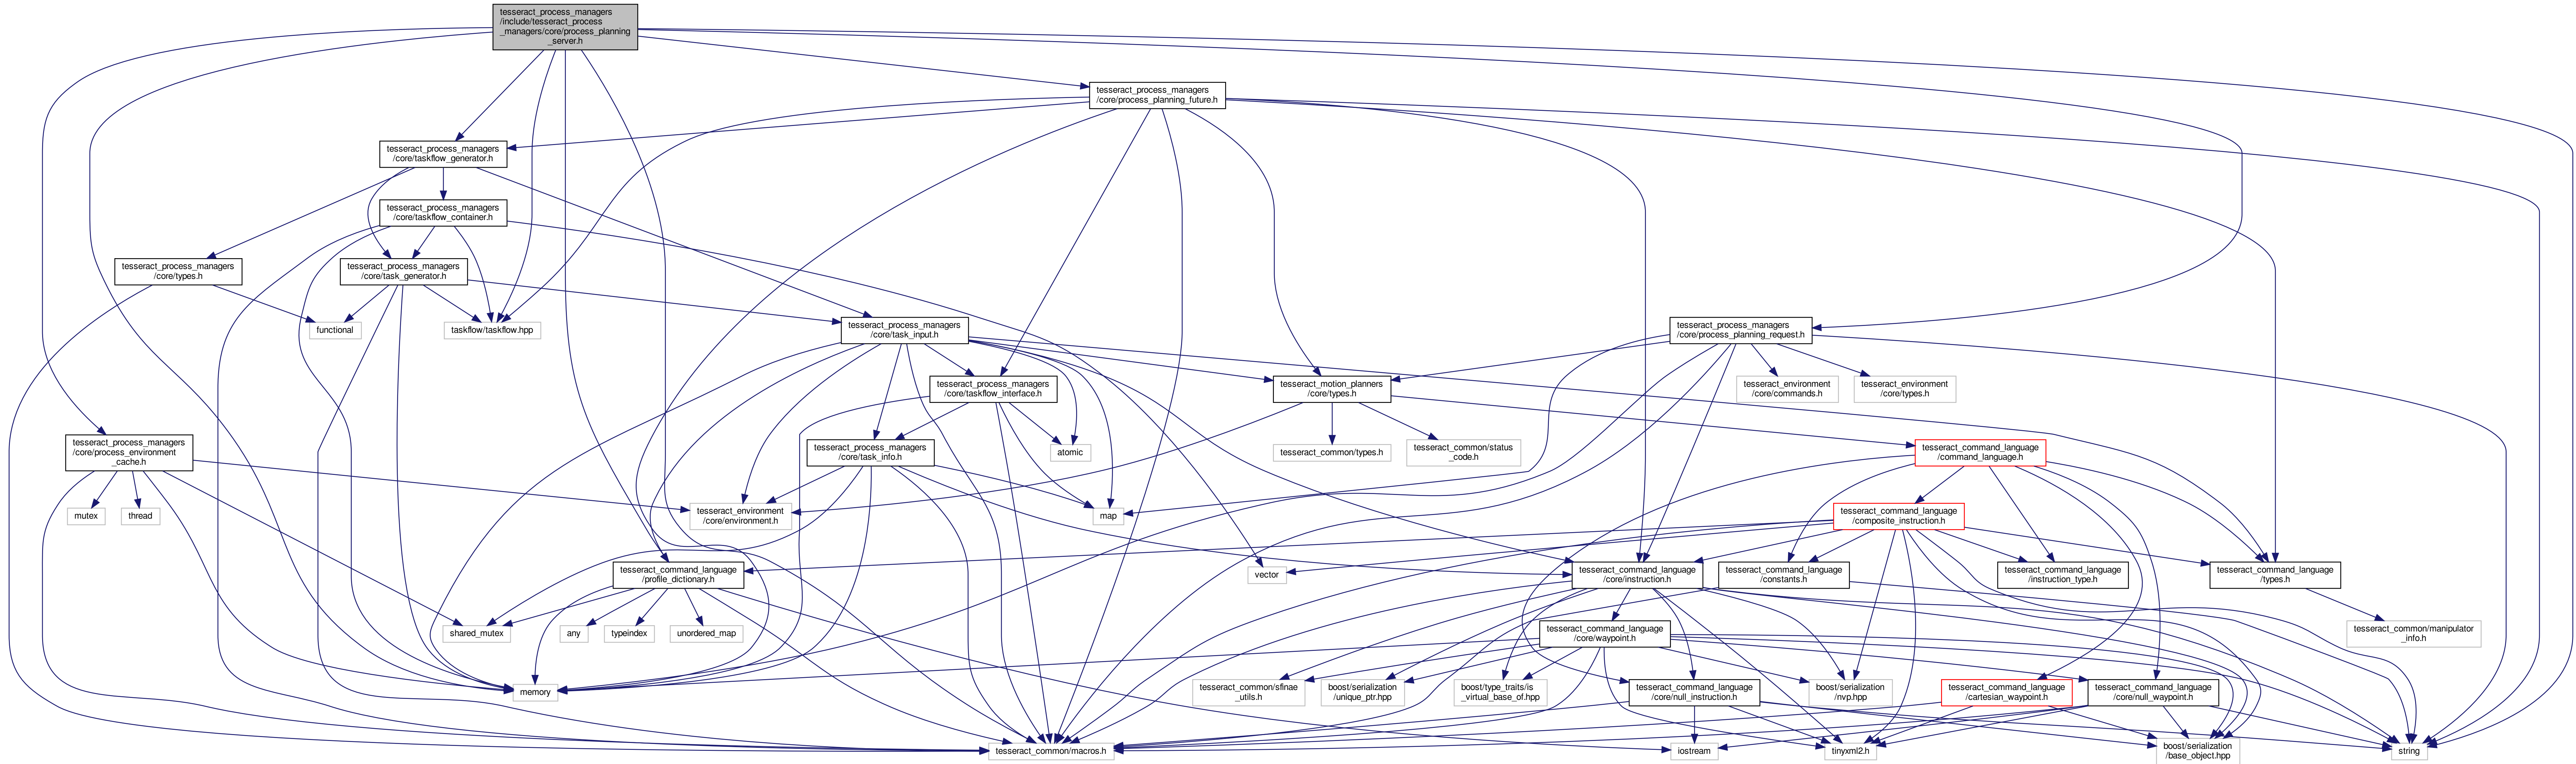 tesseract_process_managers
/include/tesseract_process
_managers/core/process_planning
_server.h
tesseract_process_managers
/core/process_planning_future.h
tesseract_process_managers
/core/taskflow_generator.h
tesseract_process_managers
/core/taskflow_container.h
tesseract_process_managers
/core/types.h
tesseract_process_managers
/core/task_generator.h
functional
taskflow/taskflow.hpp
tesseract_process_managers
/core/task_input.h
tesseract_process_managers
/core/process_planning_request.h
tesseract_process_managers
/core/taskflow_interface.h
tesseract_motion_planners
/core/types.h
tesseract_environment
/core/commands.h
tesseract_environment
/core/types.h
tesseract_process_managers
/core/process_environment
_cache.h
tesseract_process_managers
/core/task_info.h
atomic
tesseract_common/types.h
tesseract_common/status
_code.h
tesseract_command_language
/command_language.h
mutex
thread
tesseract_environment
/core/environment.h
map
tesseract_command_language
/composite_instruction.h
tesseract_command_language
/profile_dictionary.h
vector
tesseract_command_language
/core/instruction.h
tesseract_command_language
/constants.h
tesseract_command_language
/instruction_type.h
tesseract_command_language
/types.h
shared_mutex
any
typeindex
unordered_map
tesseract_command_language
/core/waypoint.h
tesseract_common/manipulator
_info.h
memory
tesseract_common/sfinae
_utils.h
boost/serialization
/unique_ptr.hpp
boost/type_traits/is
_virtual_base_of.hpp
tesseract_command_language
/core/null_instruction.h
boost/serialization
/nvp.hpp
tesseract_command_language
/cartesian_waypoint.h
tesseract_command_language
/core/null_waypoint.h
tesseract_common/macros.h
iostream
tinyxml2.h
boost/serialization
/base_object.hpp
string